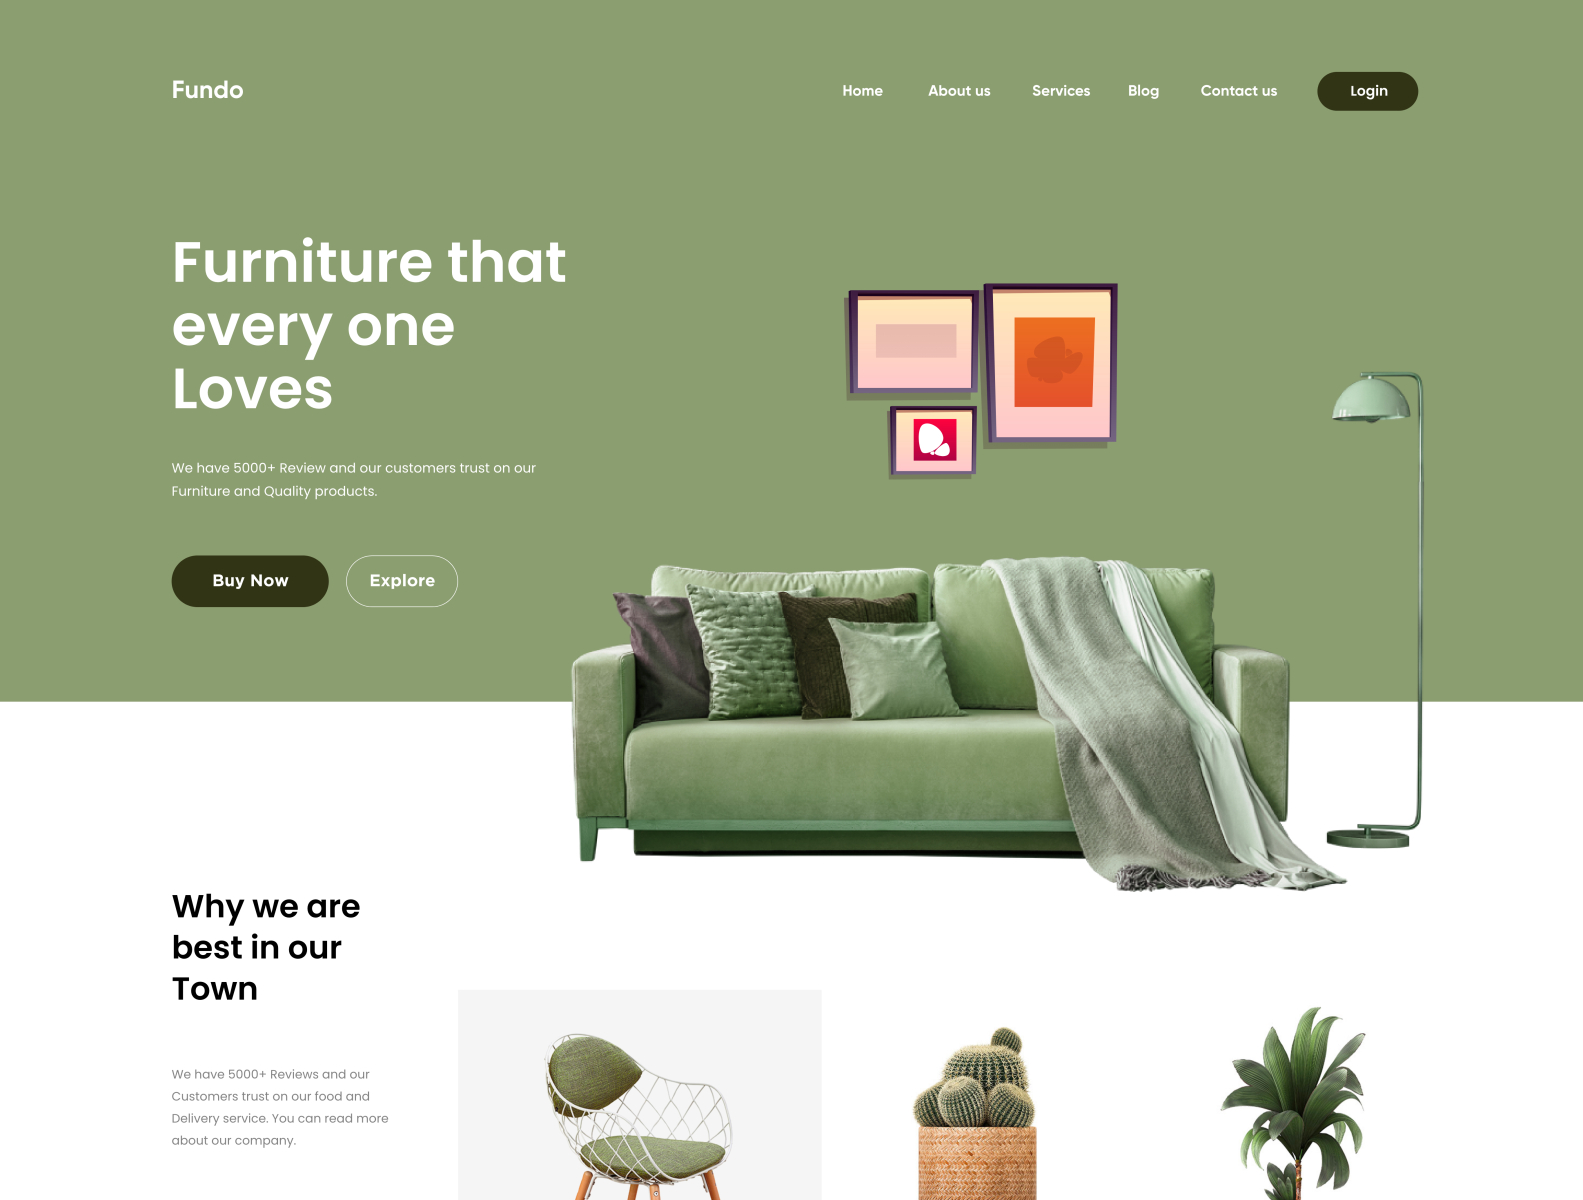 Fundo
Home About us Services Blog Contact us Login
Furniture that
every one
Loves
We have 5000+ Review and our customers trust on our
Furniture and Quality products.
Buy Now Explore
Why we are
best in our
Town
We have 5000+ Reviews and our
Customers trust on our food and
Delivery service. You can read more
about our company.